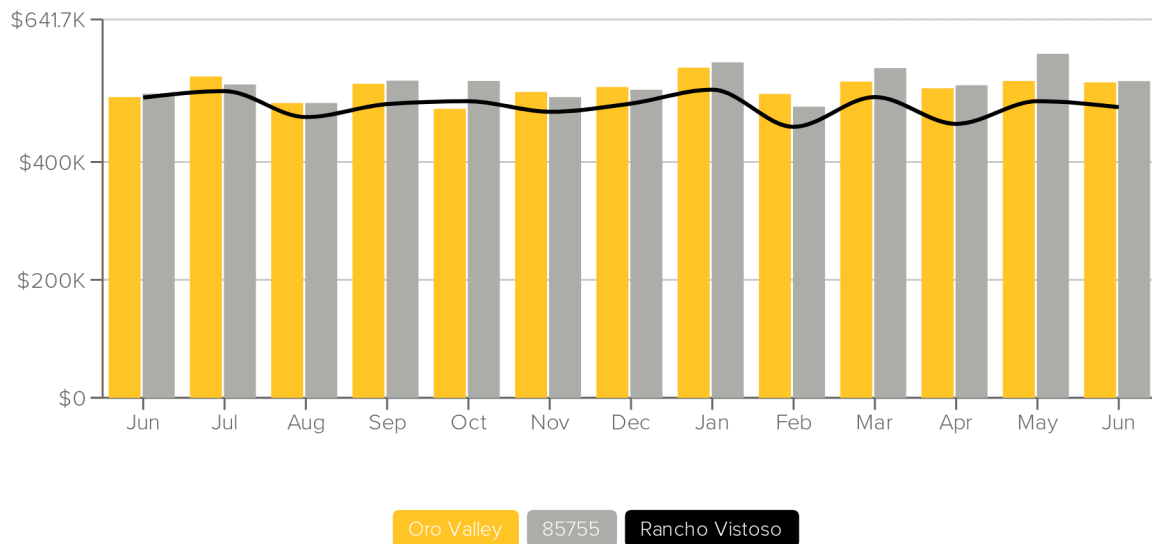 $641.7K
$400K
$200K
$0
Jun Jul Aug Sep Oct Nov Dec Jan Feb Mar Apr May Jun
Oro Valley 85755 Rancho Vistoso